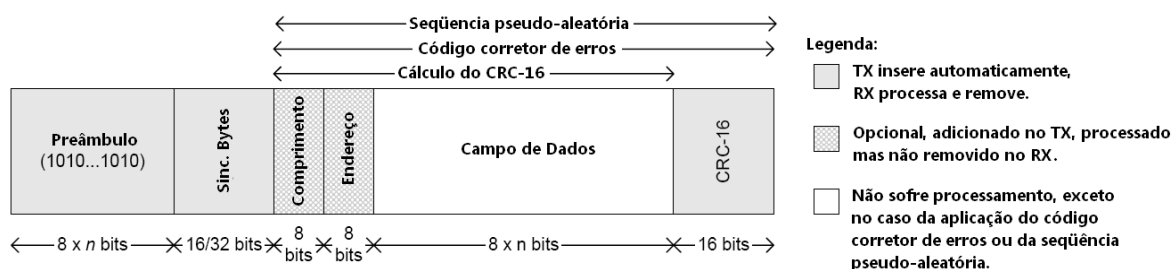 Seqüencia pseudo-aleatória
Código corretor de erros
Cálculo do CRC-16
Preâmbulo
(1010...1010)
Sinc. Bytes
Comprimento
Endereço
Campo de Dados
CRC-16
8 x n bits
16/32 bits
8
bits
8
bits
8 x n bits
16 bits
Legenda:
TX insere automaticamente,
RX processa e remove.
Opcional, adicionado no TX, processado
mas não removido no RX.
Não sofre processamento, exceto
no caso da aplicação do código
corretor de erros ou da seqüência
pseudo-aleatória.